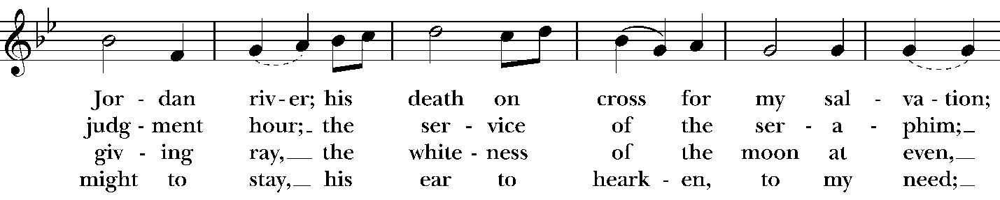 Jor - dan riv - er; his death on cross for my sal - va - tion;
judg - ment hour; the ser - vice of the ser - a - phim;
giv - ing ray, the white - ness of the moon at even,
might to stay, his ear to heark - en, to my need;